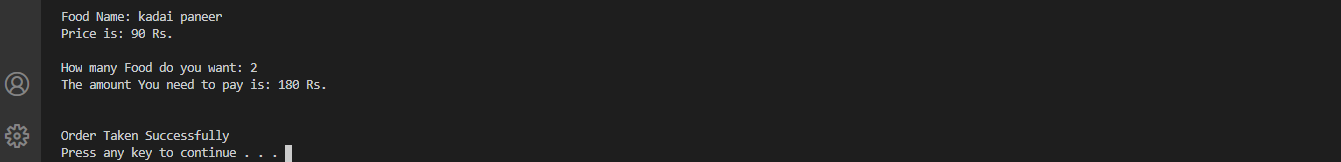 Food Name: kadai paneer
Price is: 90 Rs.
How many Food do you want: 2
The amount You need to pay is: 180 Rs.
Order Taken Successfully
Press any key to continue . . .